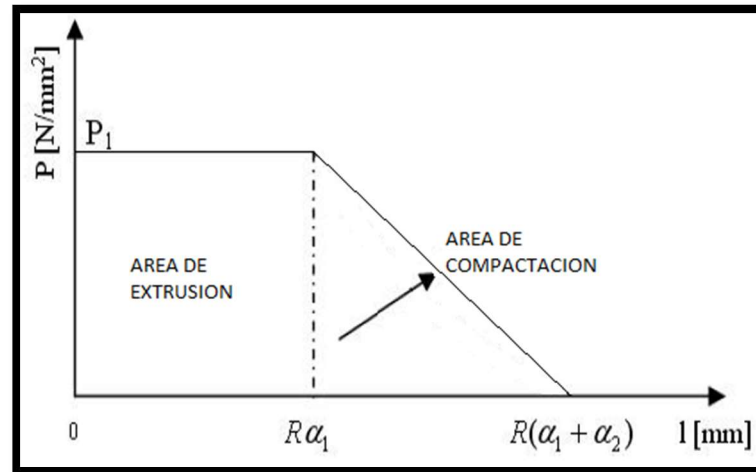 P [N/mm²]
P₁
AREA DE
EXTRUSION
AREA DE
COMPACTACION
0
Rα₁
R(α₁ + α₂)
l [mm]